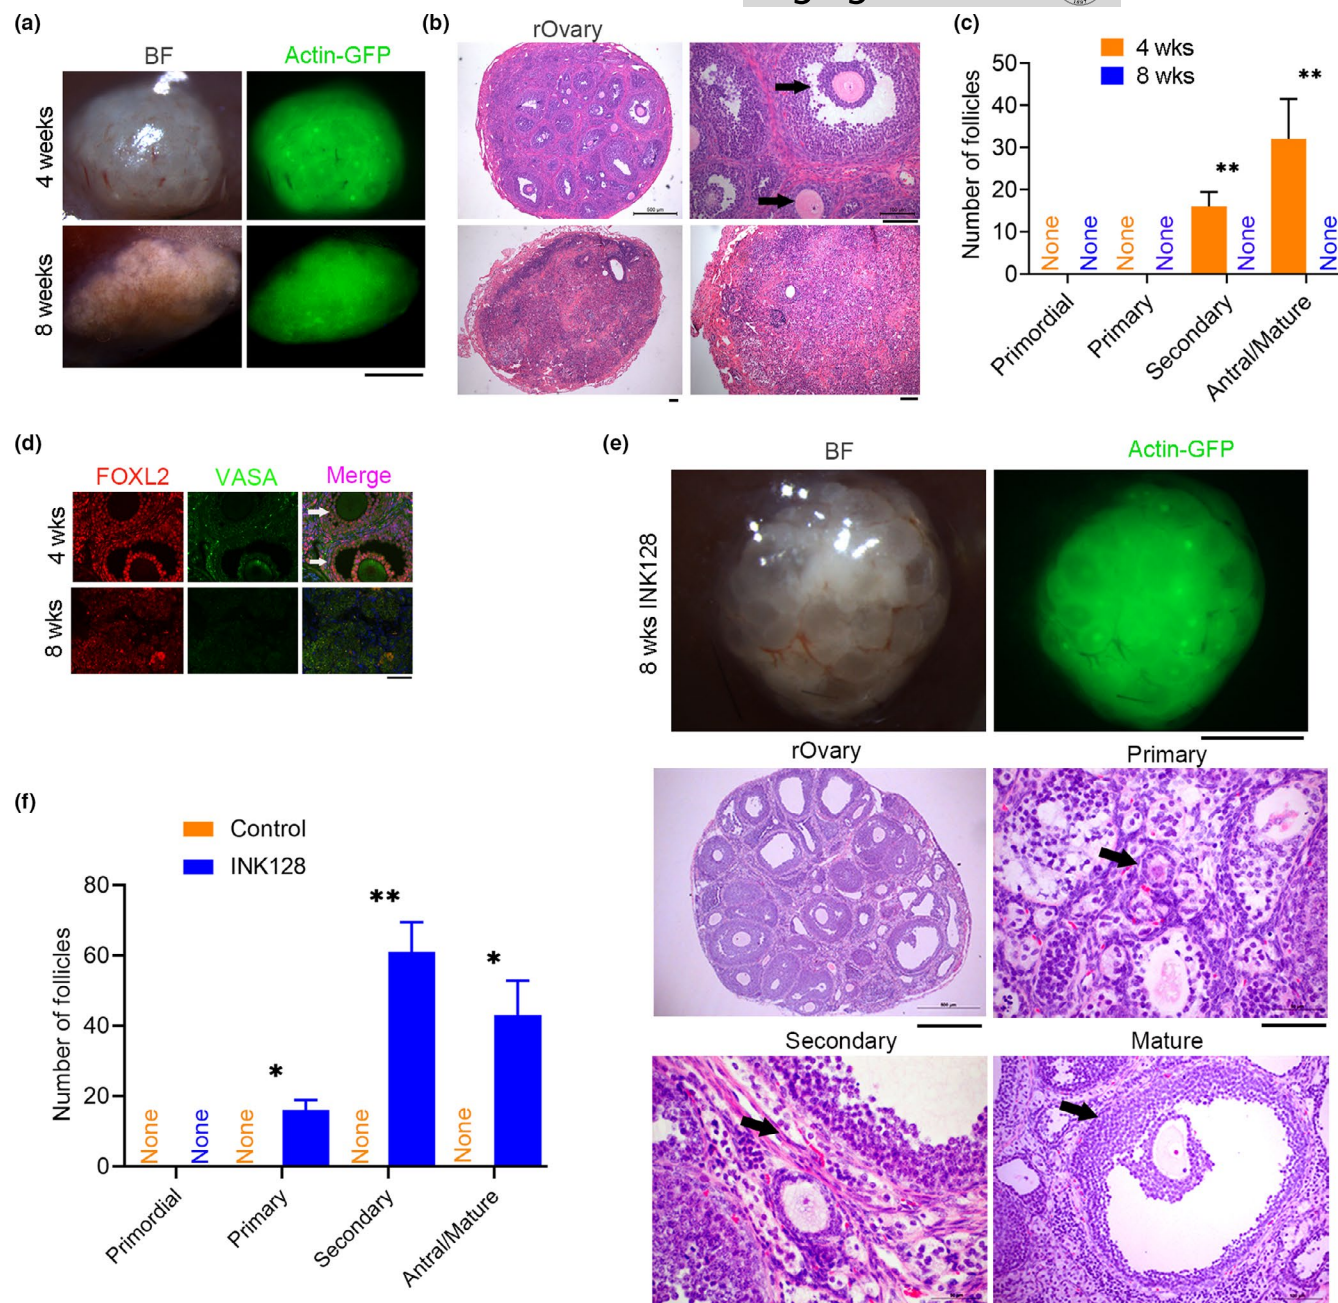 (a)
BF
Actin-GFP
4 weeks
8 weeks
(b)
rOvary
500 µm
(c)
4 wks
8 wks
**
**
Number of follicles
50
40
30
20
10
0
None
None
None
None
None
None
Primordial
Primary
Secondary
Antral/Mature
(d)
FOXL2
VASA
Merge
4 wks
8 wks
(e)
BF
Actin-GFP
8 wks INK128
rOvary
Primary
Secondary
Mature
(f)
Control
INK128
Number of follicles
80
60
40
20
0
*
**
*
None
None
None
None
None
Primordial
Primary
Secondary
Antral/Mature